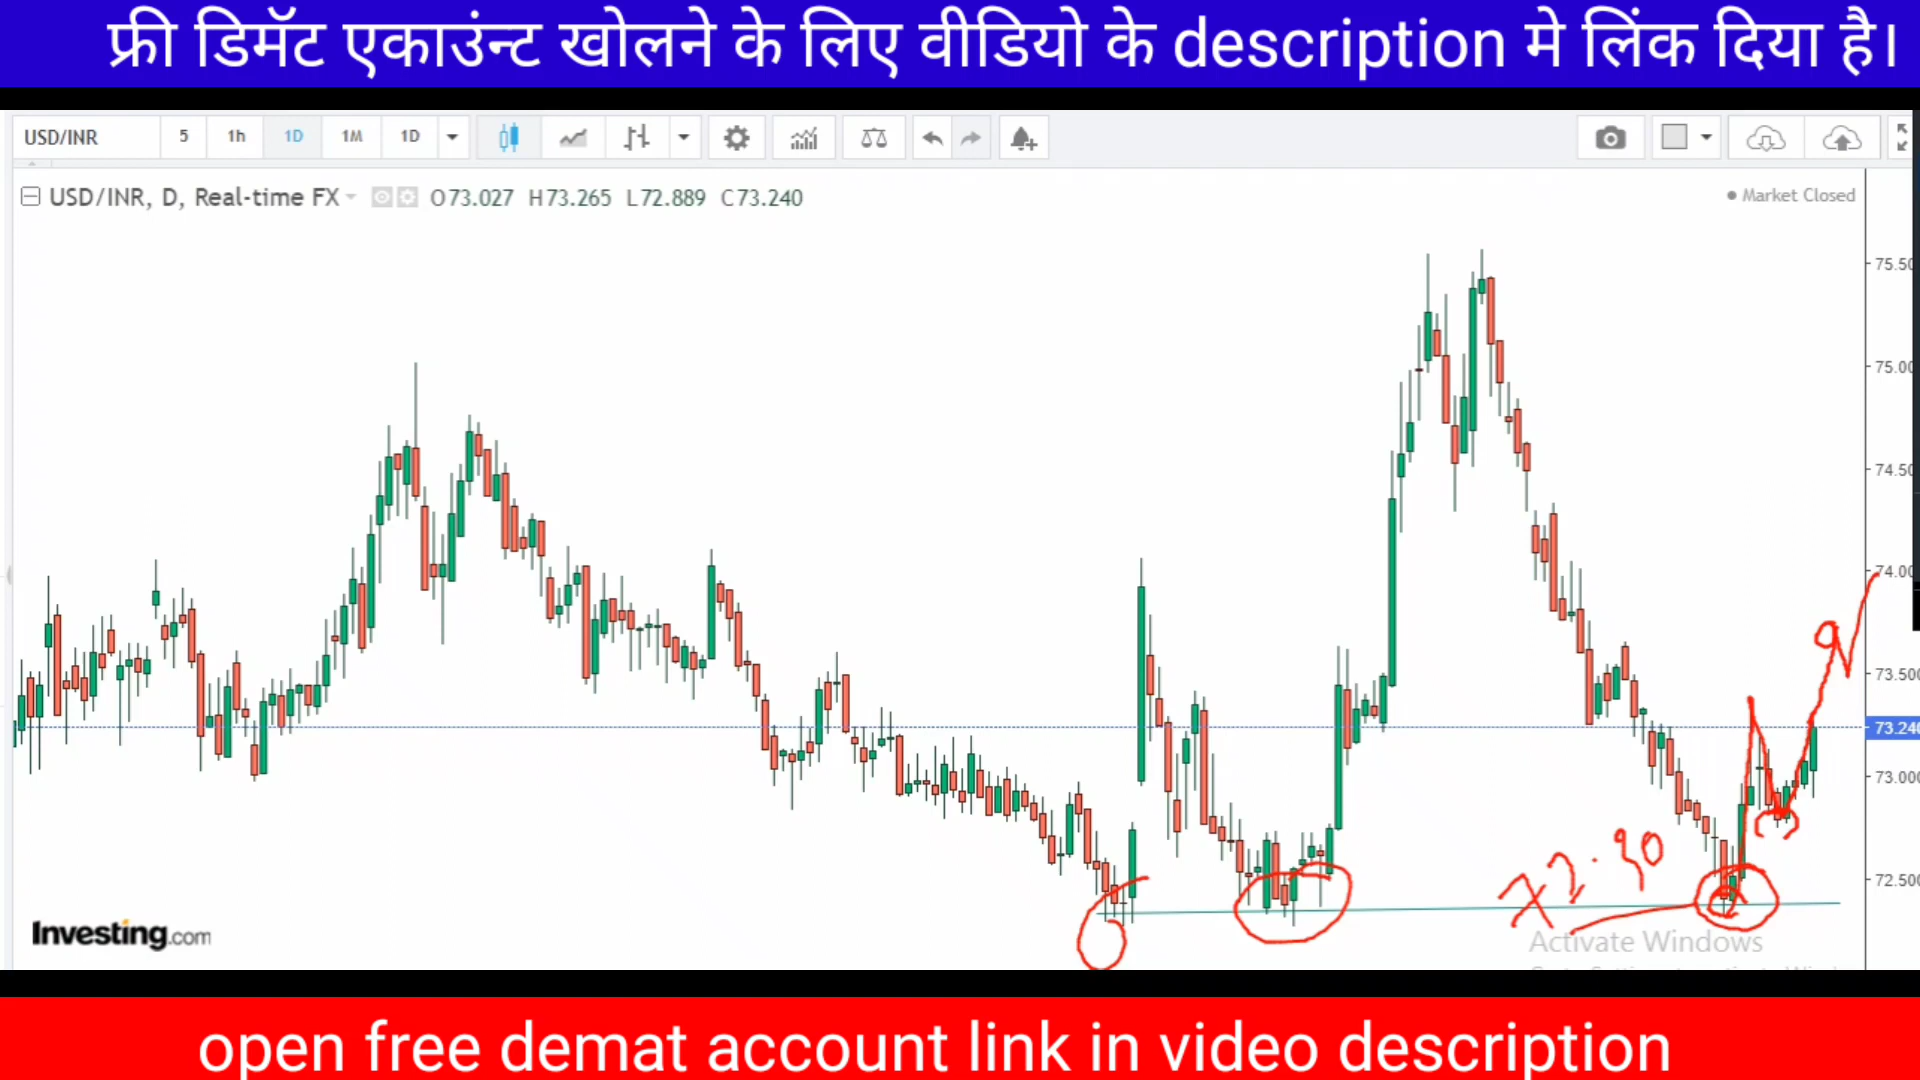 फ्री डिमॅट एकाउंन्ट खोलने के लिए वीडियो के description मे लिंक दिया है।
USD/INR 5 1h 1D 1M 1D
USD/INR, D, Real-time FX O73.027 H73.265 L72.889 C73.240
Market Closed
75.50
75.00
74.50
74.00
73.500
73.240
73.000
72.500
72.90
Investing.com
Activate Windows
open free demat account link in video description